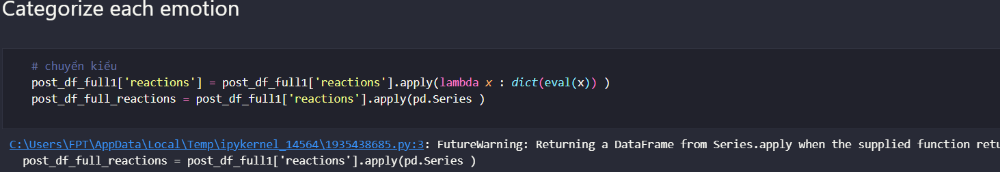 Categorize each emotion
# chuyển kiểu
post_df_full1['reactions'] = post_df_full1['reactions'].apply(lambda x : dict(eval(x)) )
post_df_full_reactions = post_df_full1['reactions'].apply(pd.Series )
C:\Users\FPT\AppData\Local\Temp\ipykernel_14564\1935438685.py:3: FutureWarning: Returning a DataFrame from Series.apply when the supplied function retu
post_df_full_reactions = post_df_full1['reactions'].apply(pd.Series )